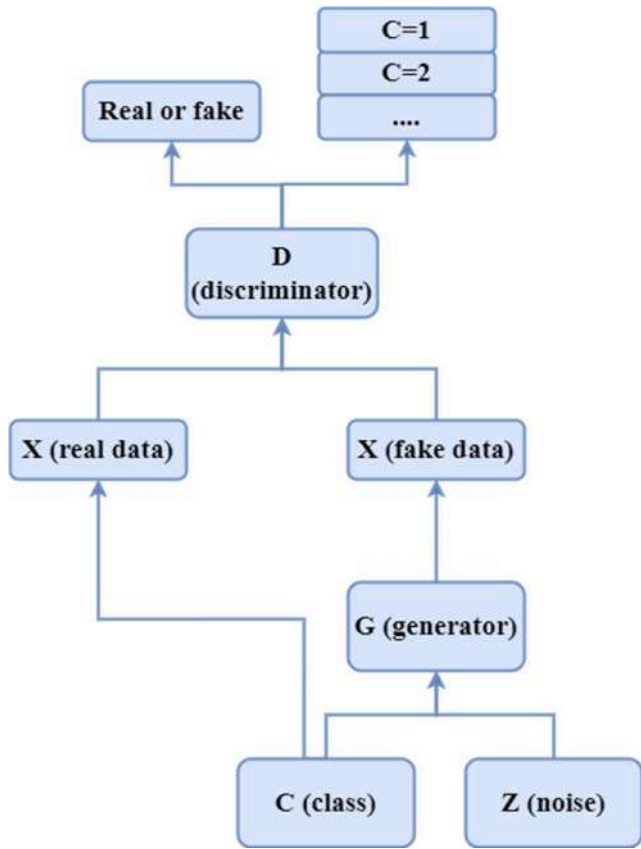 C=1
C=2
....
Real or fake
D
(discriminator)
X (real data)
X (fake data)
G (generator)
C (class)
Z (noise)